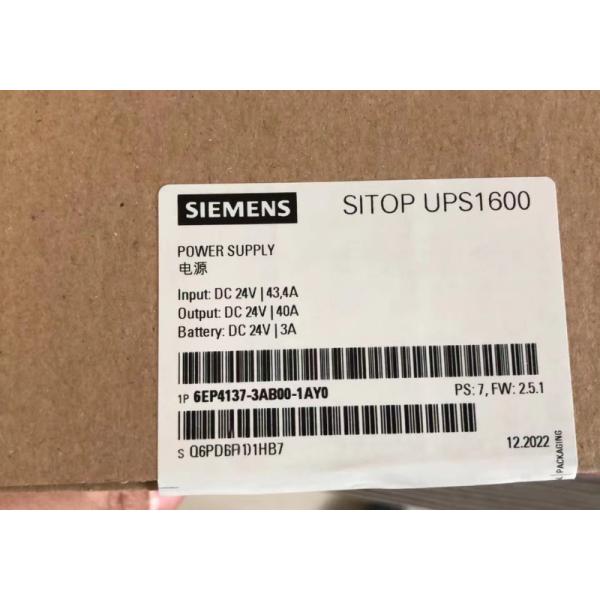 SIEMENS SITOP UPS1600
POWER SUPPLY
电源
Input: DC 24V | 43,4A
Output: DC 24V | 40A
Battery: DC 24V | 3A
1P 6EP4137-3AB00-1AY0 PS: 7, FW: 2.5.1
S
12.2022
PACKAGING